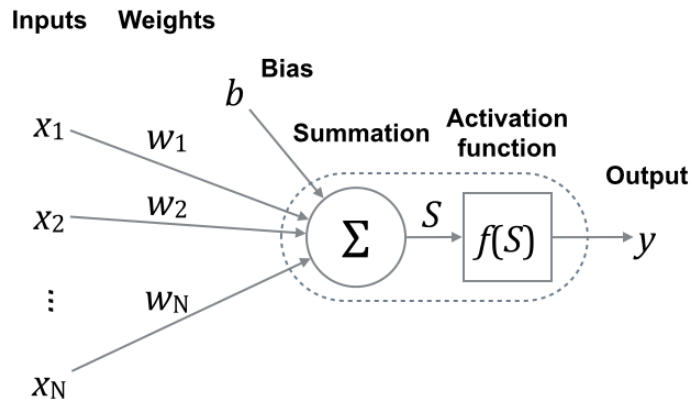 Inputs Weights
Bias
b
Summation
Activation
function
Output
x1
w1
x2
w2
Σ
S
f(S)
y
⋮
wN
xN